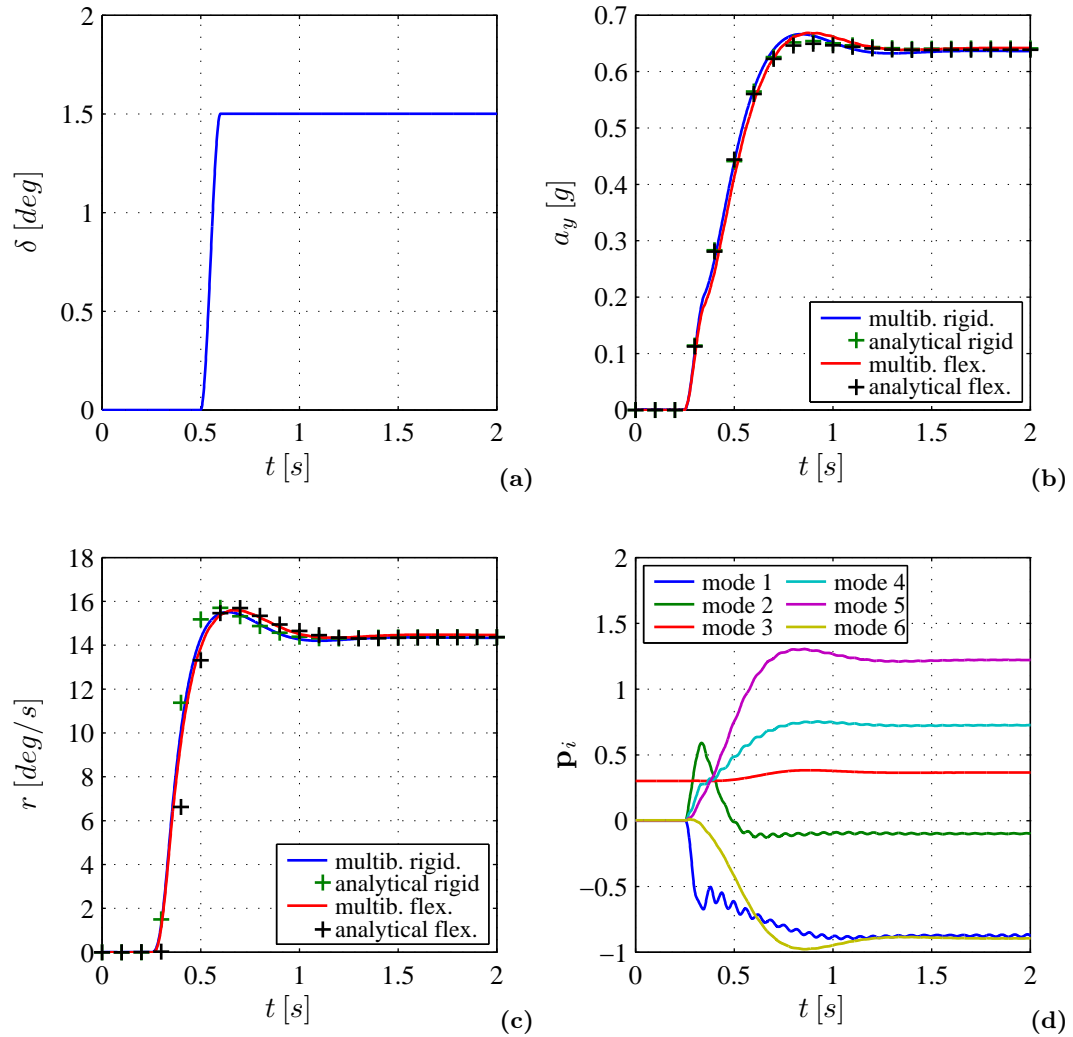 2
1.5
1
0.5
0
δ [deg]
0 0.5 1 1.5 2
t [s]
(a)
0.7
0.6
0.5
0.4
0.3
0.2
0.1
0
a_y [g]
multib. rigid.
analytical rigid
multib. flex.
analytical flex.
0 0.5 1 1.5 2
t [s]
(b)
18
16
14
12
10
8
6
4
2
0
r [deg/s]
multib. rigid.
analytical rigid
multib. flex.
analytical flex.
0 0.5 1 1.5 2
t [s]
(c)
2
1.5
1
0.5
0
−0.5
−1
p_i
mode 1 mode 4
mode 2 mode 5
mode 3 mode 6
0 0.5 1 1.5 2
t [s]
(d)